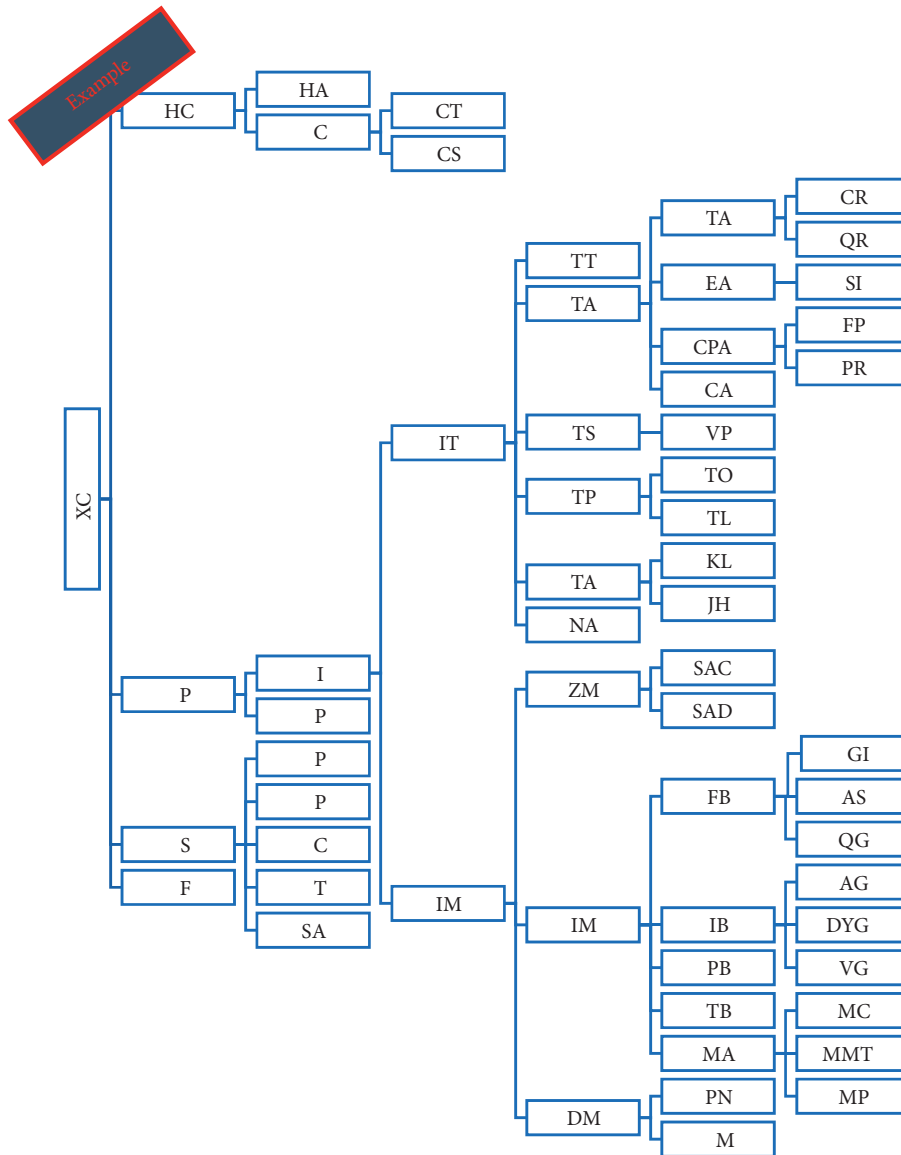 Example
XC
HC
HA
C
CT
CS
P
I
IT
TT
TA
TA
CR
QR
EA
SI
CPA
FP
PR
CA
TS
VP
TP
TO
TL
TA
KL
JH
NA
IM
ZM
SAC
SAD
IM
FB
GI
AS
QG
IB
AG
DYG
VG
PB
TB
MA
MC
MMT
MP
DM
PN
M
P
S
P
P
C
T
SA
F